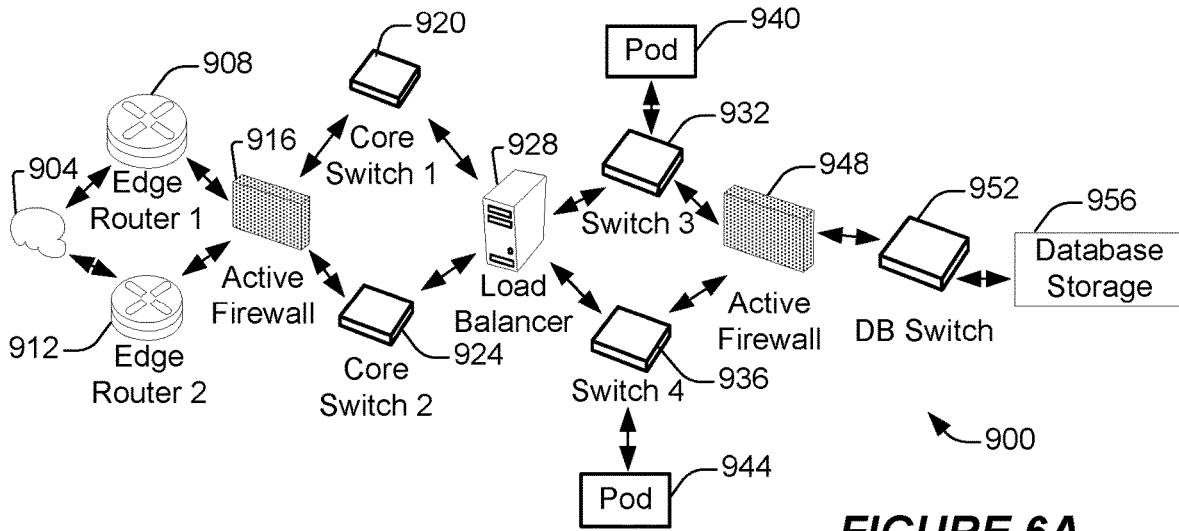 920
940
Pod
908
932
916
Core
Switch 1
928
948
904
Edge
Router 1
952
956
Switch 3
Database
Storage
Active
Firewall
Load
Balancer
Active
Firewall
DB Switch
912
Edge
Router 2
924
Core
Switch 2
936
Switch 4
900
944
Pod
FIGURE 6A